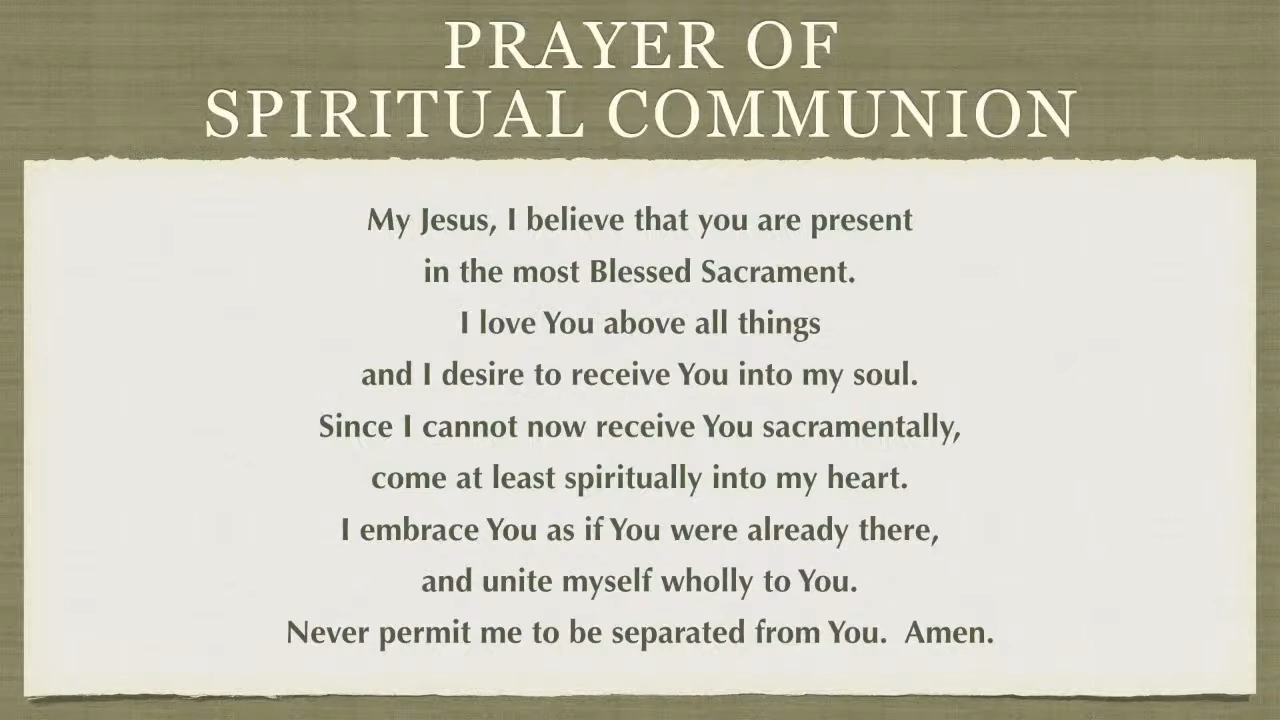 PRAYER OF
SPIRITUAL COMMUNION
My Jesus, I believe that you are present
in the most Blessed Sacrament.
I love You above all things
and I desire to receive You into my soul.
Since I cannot now receive You sacramentally,
come at least spiritually into my heart.
I embrace You as if You were already there,
and unite myself wholly to You.
Never permit me to be separated from You.  Amen.